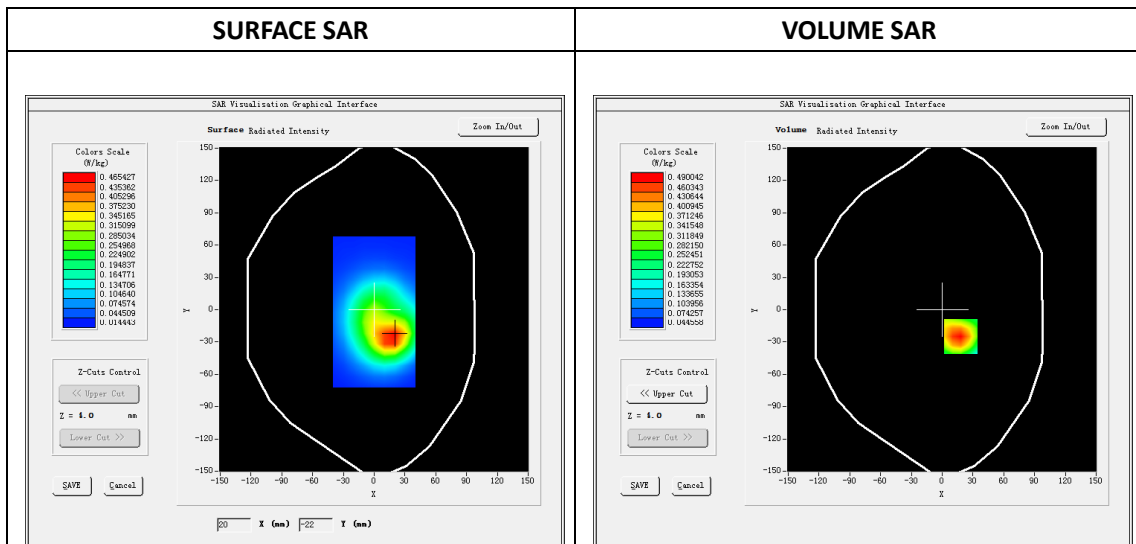 SURFACE SAR
VOLUME SAR
SAR Visualisation Graphical Interface
Surface Radiated Intensity
Zoom In/Out
Colors Scale
(W/kg)
0.465427
0.435362
0.405296
0.375230
0.345165
0.315099
0.285034
0.254968
0.224902
0.194837
0.164771
0.134706
0.104640
0.074574
0.044509
0.014443
150
120
90
60
30
0
-30
-60
-90
-120
-150
Y
-150 -120 -90 -60 -30 0 30 60 90 120 150
X
Z-Cuts Control
<< Upper Cut
Z = 4.0 mm
Lower Cut >>
SAVE Cancel
20 X (mm) -22 Y (mm)
SAR Visualisation Graphical Interface
Volume Radiated Intensity
Zoom In/Out
Colors Scale
(W/kg)
0.490042
0.460343
0.430644
0.400945
0.371246
0.341548
0.311849
0.282150
0.252451
0.222752
0.193053
0.163354
0.133655
0.103956
0.074257
0.044558
150
120
90
60
30
0
-30
-60
-90
-120
-150
Y
-150 -120 -90 -60 -30 0 30 60 90 120 150
X
Z-Cuts Control
<< Upper Cut
Z = 4.0 mm
Lower Cut >>
SAVE Cancel